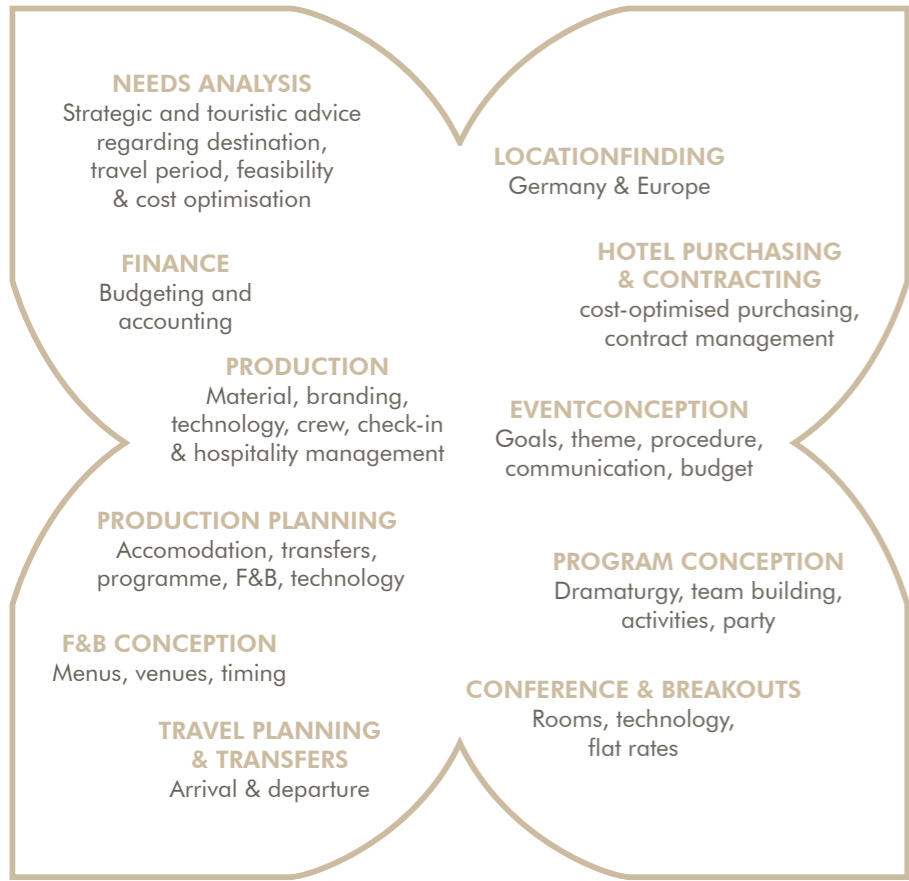 NEEDS ANALYSIS
Strategic and touristic advice
regarding destination,
travel period, feasibility
& cost optimisation
LOCATIONFINDING
Germany & Europe
FINANCE
Budgeting and
accounting
HOTEL PURCHASING
& CONTRACTING
cost-optimised purchasing,
contract management
PRODUCTION
Material, branding,
technology, crew, check-in
& hospitality management
EVENTCONCEPTION
Goals, theme, procedure,
communication, budget
PRODUCTION PLANNING
Accomodation, transfers,
programme, F&B, technology
PROGRAM CONCEPTION
Dramaturgy, team building,
activities, party
F&B CONCEPTION
Menus, venues, timing
CONFERENCE & BREAKOUTS
Rooms, technology,
flat rates
TRAVEL PLANNING
& TRANSFERS
Arrival & departure